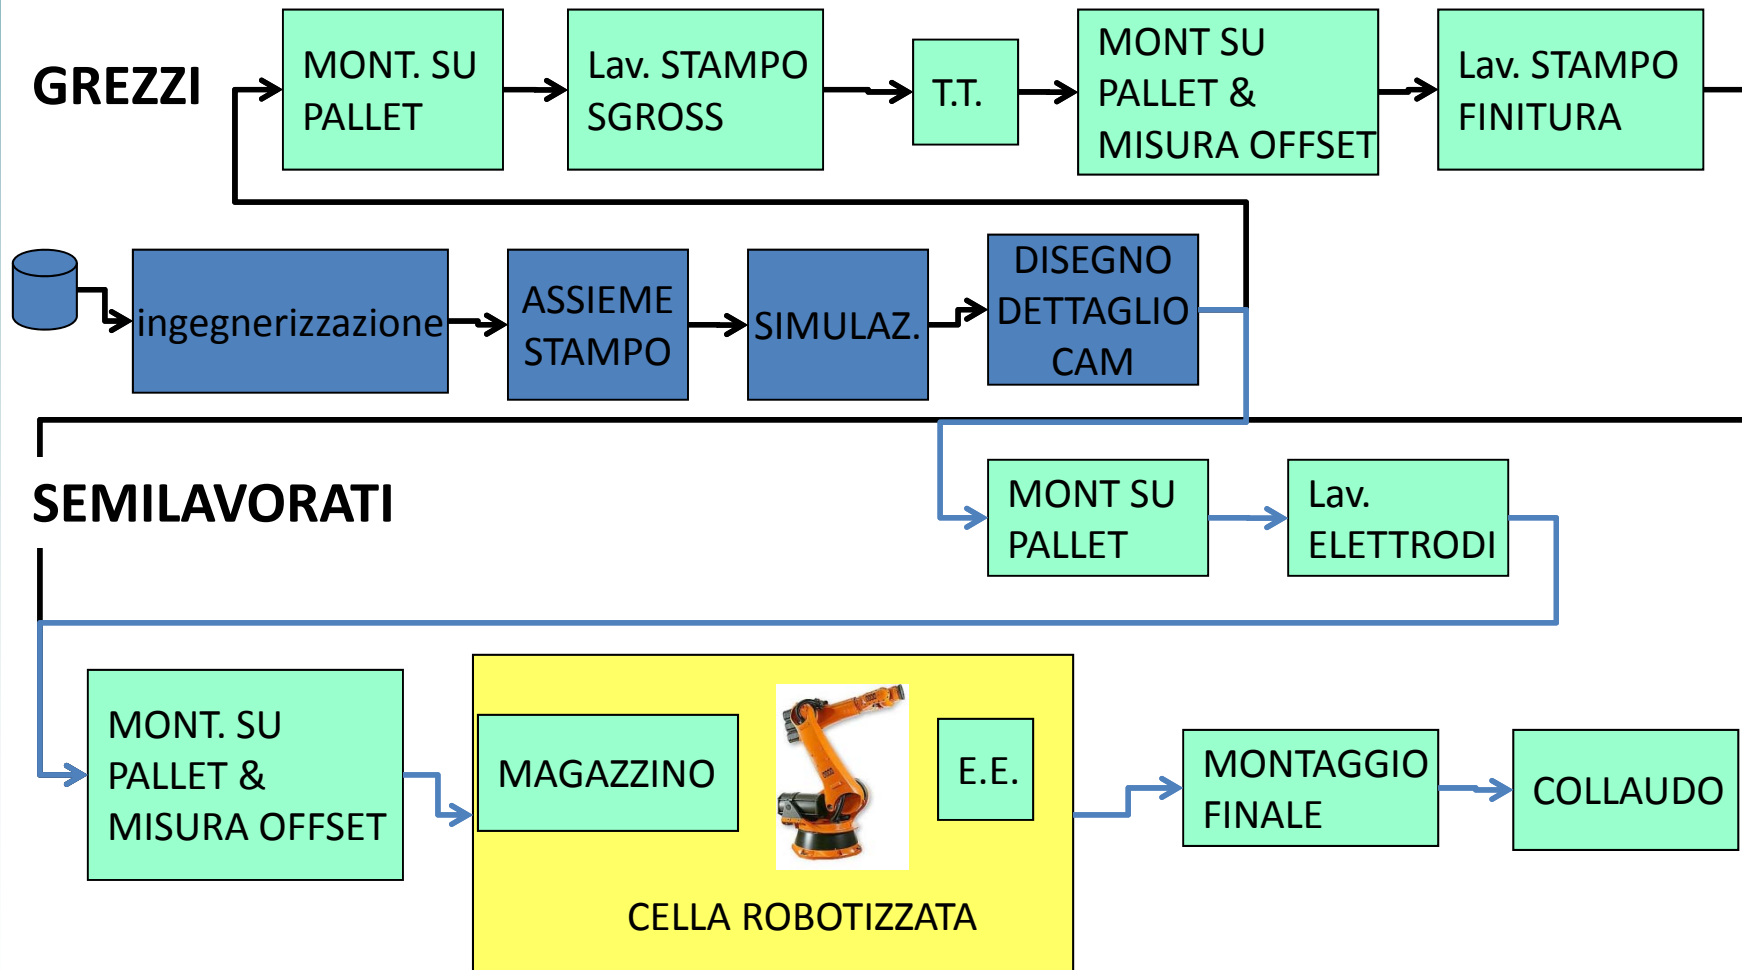 GREZZI
MONT. SU
PALLET
Lav. STAMPO
SGROSS
T.T.
MONT SU
PALLET &
MISURA OFFSET
Lav. STAMPO
FINITURA
ingegnerizzazione
ASSIEME
STAMPO
SIMULAZ.
DISEGNO
DETTAGLIO
CAM
SEMILAVORATI
MONT SU
PALLET
Lav.
ELETTRODI
MONT. SU
PALLET &
MISURA OFFSET
MAGAZZINO
E.E.
CELLA ROBOTIZZATA
MONTAGGIO
FINALE
COLLAUDO